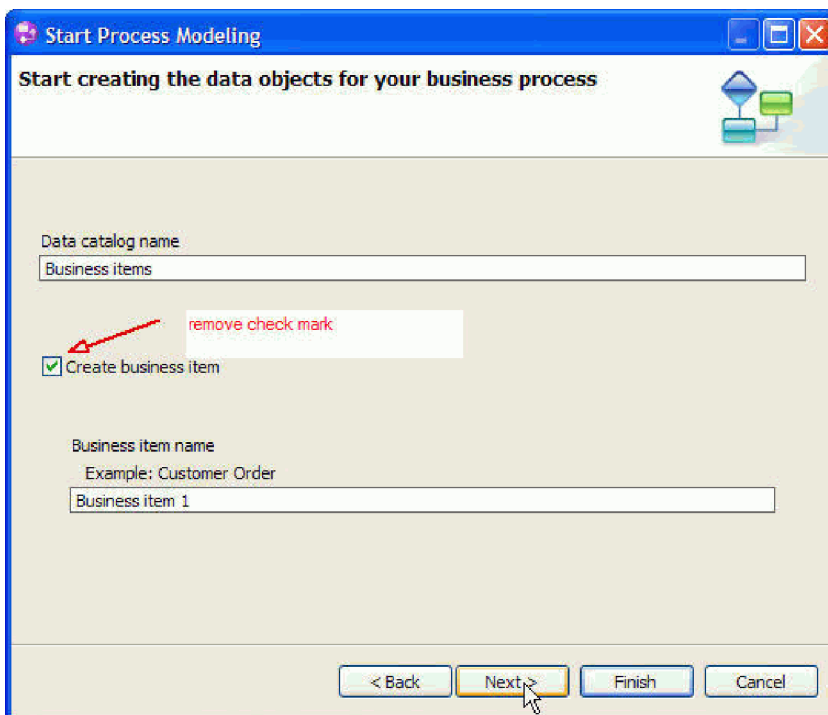 Start Process Modeling
Start creating the data objects for your business process
Data catalog name
Business items
remove check mark
Create business item
Business item name
Example: Customer Order
Business item 1
< Back Next > Finish Cancel